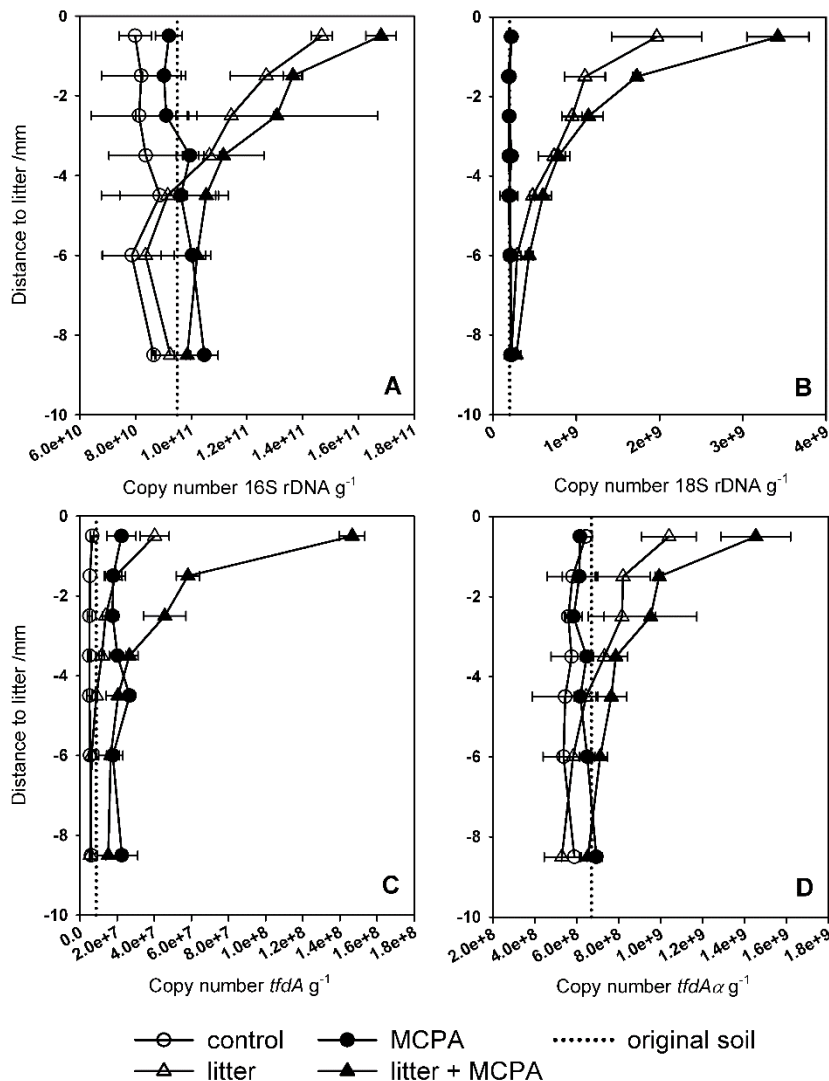 0
-2
-4
-6
-8
-10
Distance to litter /mm
A
6.0e+10
8.0e+10
1.0e+11
1.2e+11
1.4e+11
1.6e+11
1.8e+11
Copy number 16S rDNA g-1
0
-2
-4
-6
-8
-10
B
0
1e+9
2e+9
3e+9
4e+9
Copy number 18S rDNA g-1
0
-2
-4
-6
-8
-10
Distance to litter /mm
C
0.0
2.0e+7
4.0e+7
6.0e+7
8.0e+7
1.0e+8
1.2e+8
1.4e+8
1.6e+8
1.8e+8
Copy number tfdA g-1
0
-2
-4
-6
-8
-10
D
2.0e+8
4.0e+8
6.0e+8
8.0e+8
1.0e+9
1.2e+9
1.4e+9
1.6e+9
1.8e+9
Copy number tfdAα g-1
control MCPA original soil
litter litter + MCPA